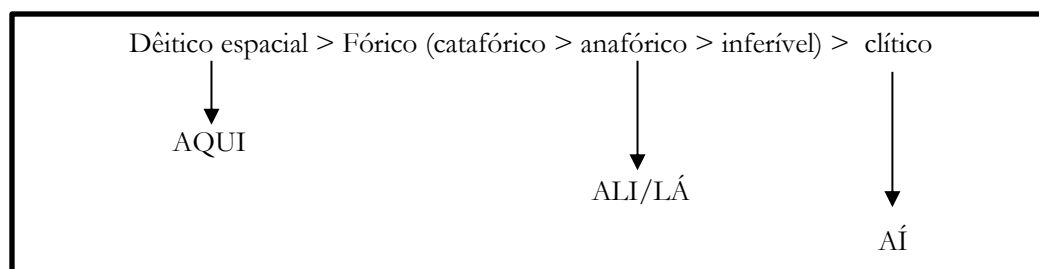 Dêitico espacial > Fórico (catafórico > anafórico > inferível) > clítico
AQUI
ALI/LÁ
AÍ